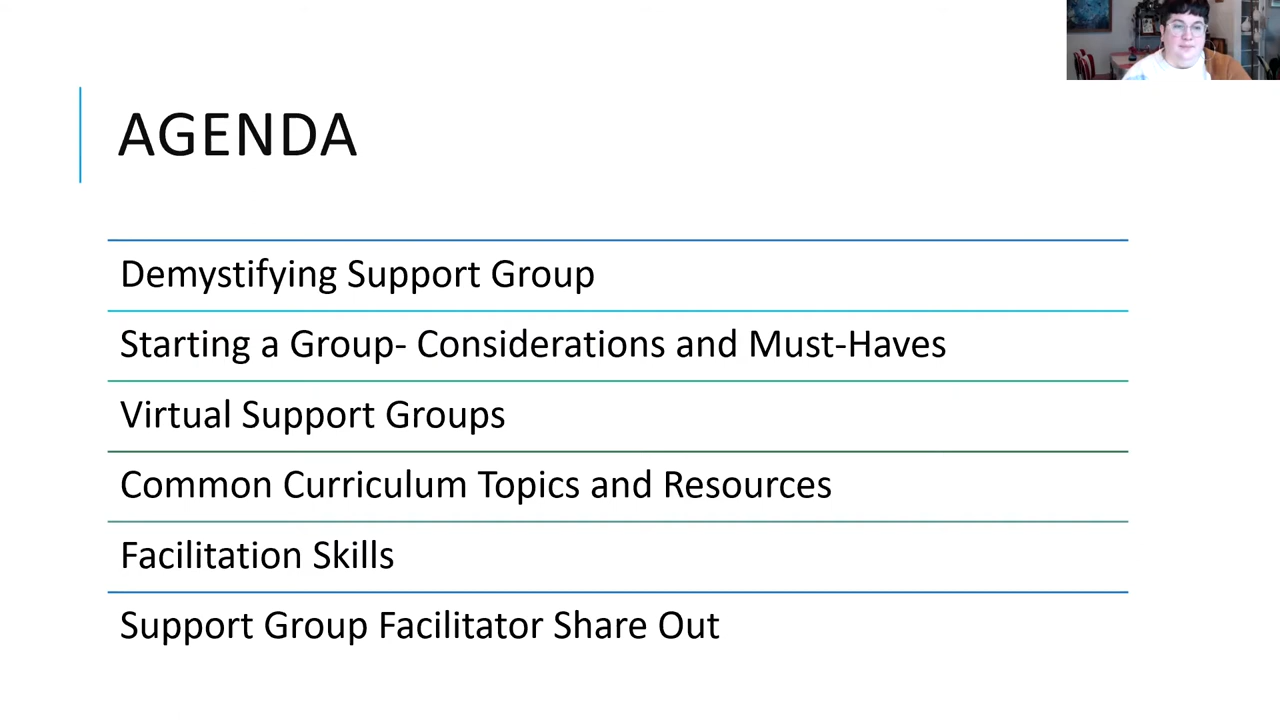 AGENDA
Demystifying Support Group
Starting a Group- Considerations and Must-Haves
Virtual Support Groups
Common Curriculum Topics and Resources
Facilitation Skills
Support Group Facilitator Share Out